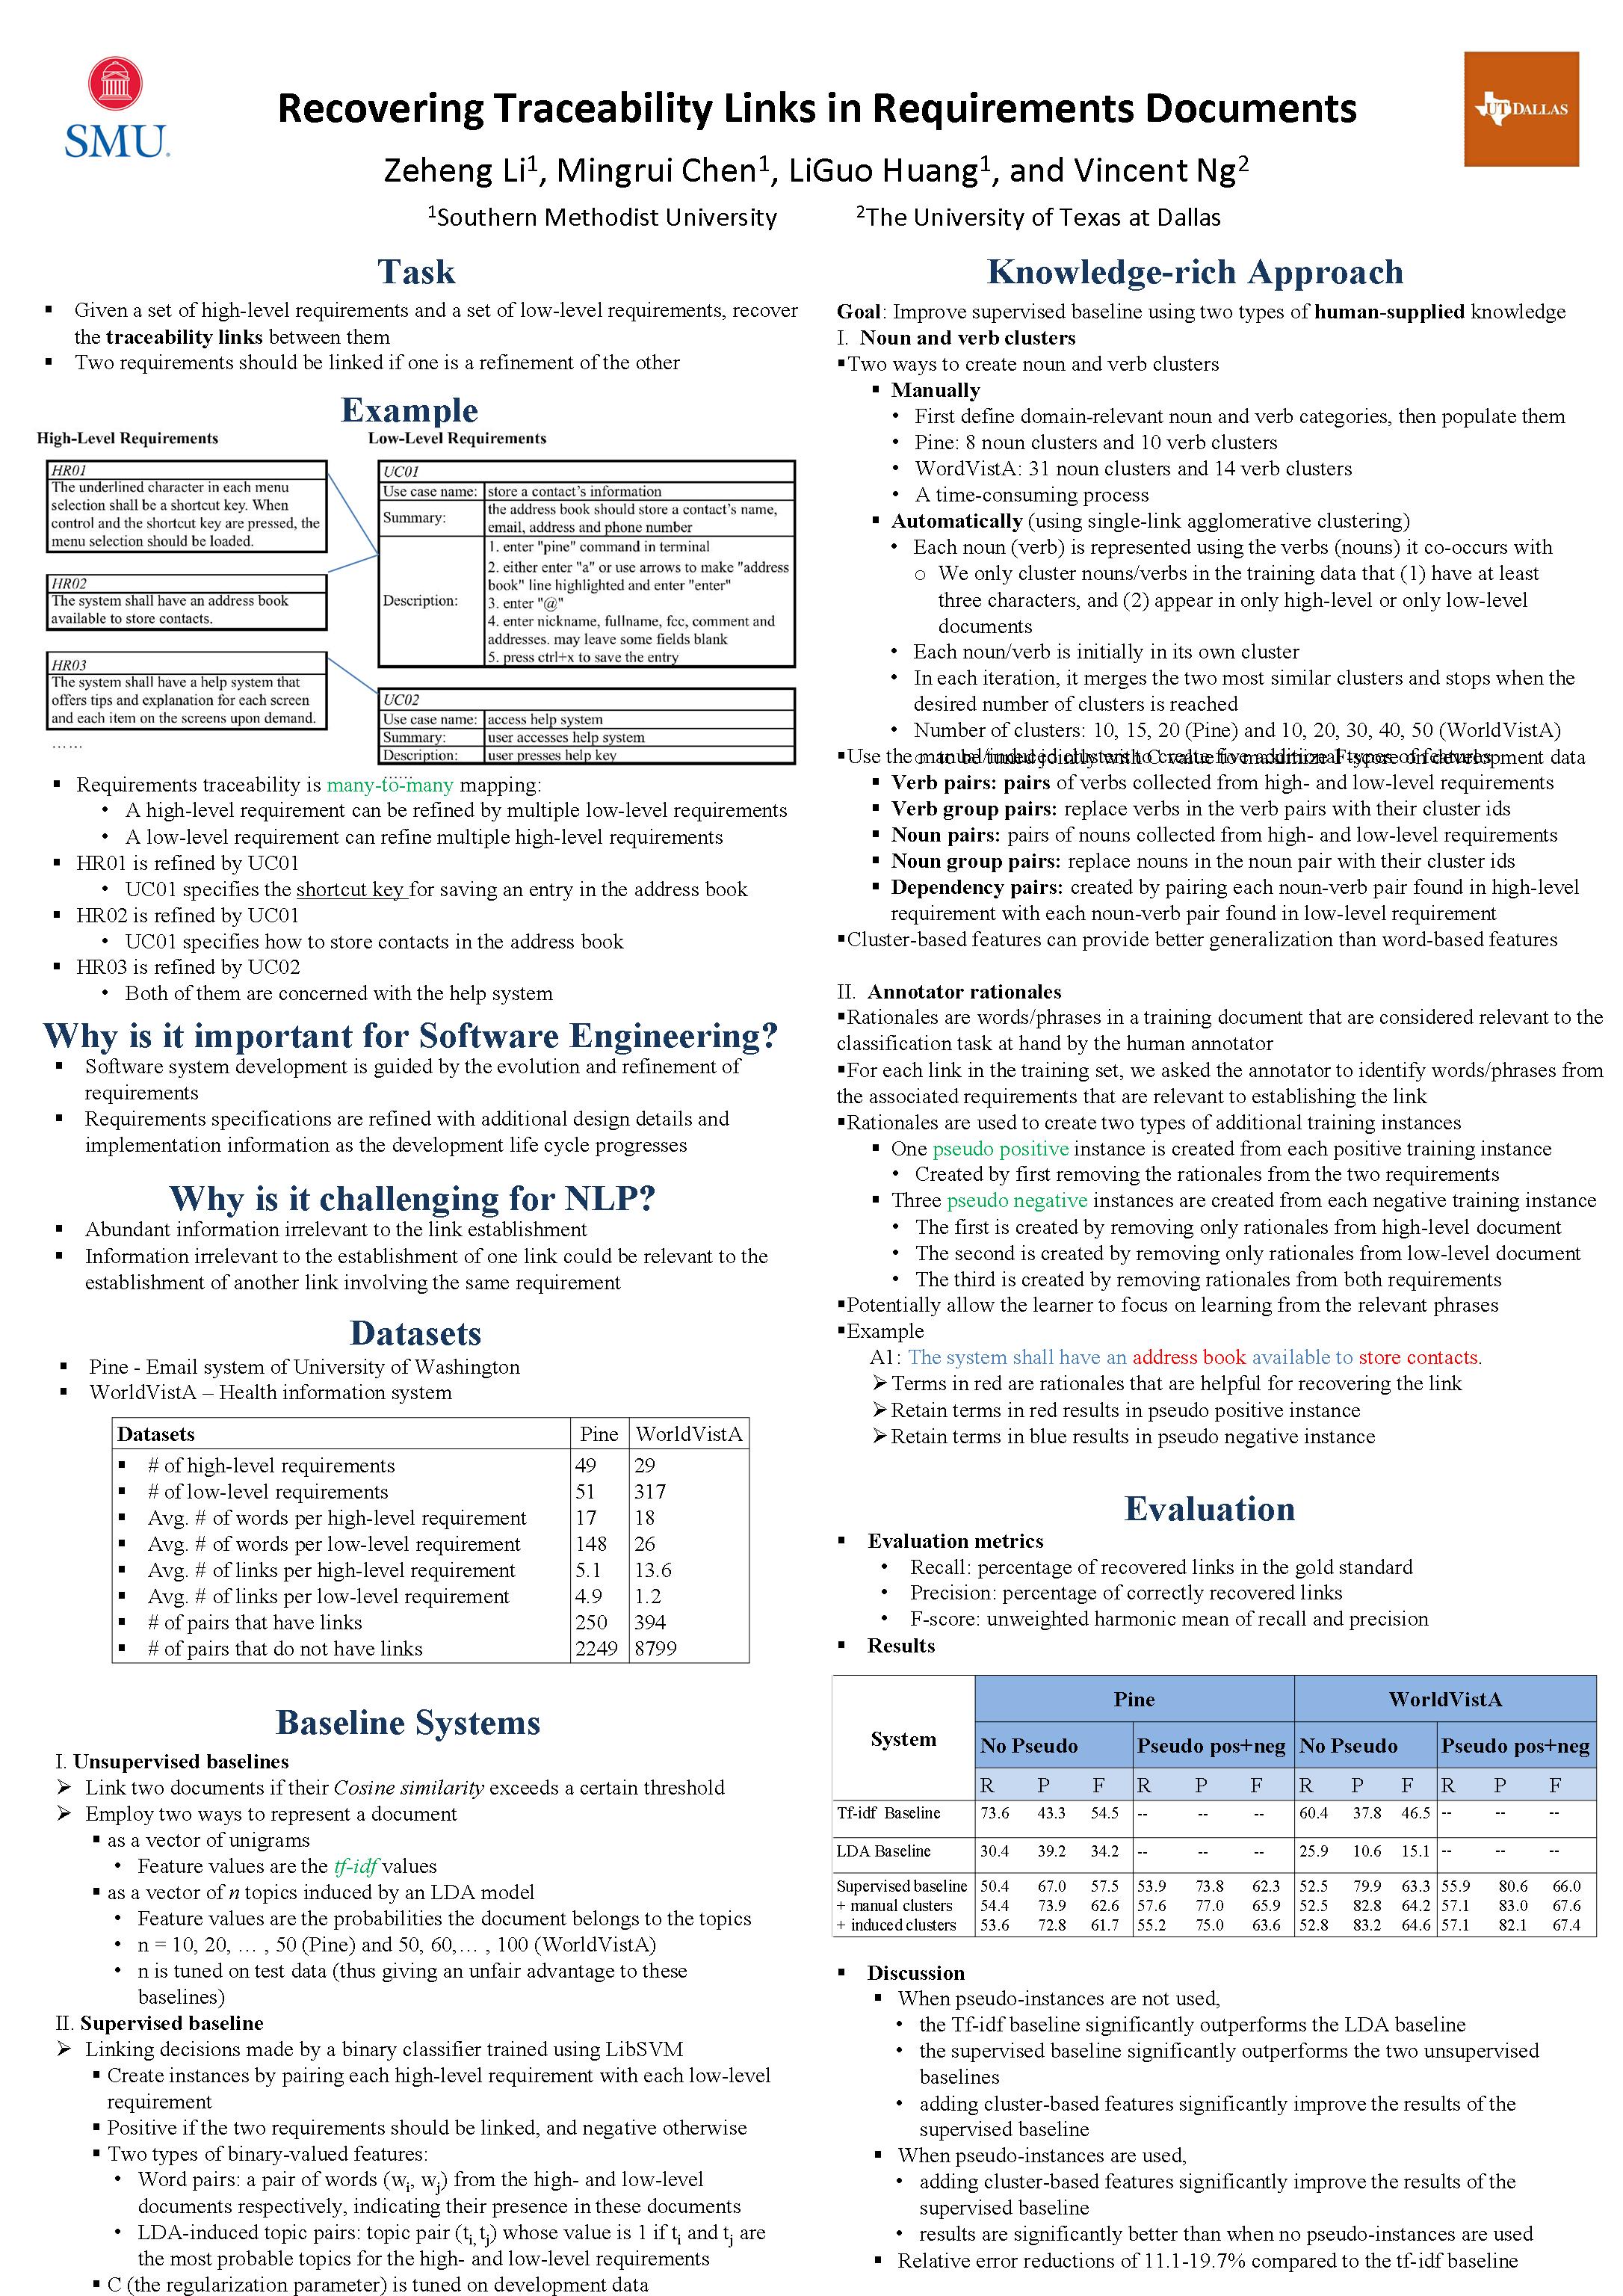 SMU
UT DALLAS
Recovering Traceability Links in Requirements Documents
Zeheng Li1, Mingrui Chen1, LiGuo Huang1, and Vincent Ng2
1Southern Methodist University 2The University of Texas at Dallas
Task
▪ Given a set of high-level requirements and a set of low-level requirements, recover
the traceability links between them
▪ Two requirements should be linked if one is a refinement of the other
Example
High-Level Requirements Low-Level Requirements
HR01
The underlined character in each menu
selection shall be a shortcut key. When
control and the shortcut key are pressed, the
menu selection should be loaded.
HR02
The system shall have an address book
available to store contacts.
HR03
The system shall have a help system that
offers tips and explanation for each screen
and each item on the screens upon demand.
……
UC01
Use case name: store a contact's information
Summary: the address book should store a contact's name,
email, address and phone number
Description: 1. enter "pine" command in terminal
2. either enter "a" or use arrows to make "address
book" line highlighted and enter "enter"
3. enter "@"
4. enter nickname, fullname, fcc, comment and
addresses. may leave some fields blank
5. press ctrl+x to save the entry
UC02
Use case name: access help system
Summary: user accesses help system
Description: user presses help key
……
▪ Requirements traceability is many-to-many mapping:
• A high-level requirement can be refined by multiple low-level requirements
• A low-level requirement can refine multiple high-level requirements
▪ HR01 is refined by UC01
• UC01 specifies the shortcut key for saving an entry in the address book
▪ HR02 is refined by UC01
• UC01 specifies how to store contacts in the address book
▪ HR03 is refined by UC02
• Both of them are concerned with the help system
Why is it important for Software Engineering?
▪ Software system development is guided by the evolution and refinement of
requirements
▪ Requirements specifications are refined with additional design details and
implementation information as the development life cycle progresses
Why is it challenging for NLP?
▪ Abundant information irrelevant to the link establishment
▪ Information irrelevant to the establishment of one link could be relevant to the
establishment of another link involving the same requirement
Datasets
▪ Pine - Email system of University of Washington
▪ WorldVistA – Health information system
Datasets Pine WorldVistA
▪ # of high-level requirements 49 29
▪ # of low-level requirements 51 317
▪ Avg. # of words per high-level requirement 17 18
▪ Avg. # of words per low-level requirement 148 26
▪ Avg. # of links per high-level requirement 5.1 13.6
▪ Avg. # of links per low-level requirement 4.9 1.2
▪ # of pairs that have links 250 394
▪ # of pairs that do not have links 2249 8799
Baseline Systems
I. Unsupervised baselines
➢ Link two documents if their Cosine similarity exceeds a certain threshold
➢ Employ two ways to represent a document
▪ as a vector of unigrams
• Feature values are the tf-idf values
▪ as a vector of n topics induced by an LDA model
• Feature values are the probabilities the document belongs to the topics
• n = 10, 20, … , 50 (Pine) and 50, 60,… , 100 (WorldVistA)
• n is tuned on test data (thus giving an unfair advantage to these
baselines)
II. Supervised baseline
➢ Linking decisions made by a binary classifier trained using LibSVM
▪ Create instances by pairing each high-level requirement with each low-level
requirement
▪ Positive if the two requirements should be linked, and negative otherwise
▪ Two types of binary-valued features:
• Word pairs: a pair of words (wi, wj) from the high- and low-level
documents respectively, indicating their presence in these documents
• LDA-induced topic pairs: topic pair (ti, tj) whose value is 1 if ti and tj are
the most probable topics for the high- and low-level requirements
▪ C (the regularization parameter) is tuned on development data
Knowledge-rich Approach
Goal: Improve supervised baseline using two types of human-supplied knowledge
I. Noun and verb clusters
▪Two ways to create noun and verb clusters
▪ Manually
• First define domain-relevant noun and verb categories, then populate them
• Pine: 8 noun clusters and 10 verb clusters
• WordVistA: 31 noun clusters and 14 verb clusters
• A time-consuming process
▪ Automatically (using single-link agglomerative clustering)
• Each noun (verb) is represented using the verbs (nouns) it co-occurs with
o We only cluster nouns/verbs in the training data that (1) have at least
three characters, and (2) appear in only high-level or only low-level
documents
• Each noun/verb is initially in its own cluster
• In each iteration, it merges the two most similar clusters and stops when the
desired number of clusters is reached
• Number of clusters: 10, 15, 20 (Pine) and 10, 20, 30, 40, 50 (WorldVistA)
o to be tuned jointly with C value to maximize F-score on development data
▪Use the manual/induced clusters to create five additional types of features
▪ Verb pairs: pairs of verbs collected from high- and low-level requirements
▪ Verb group pairs: replace verbs in the verb pairs with their cluster ids
▪ Noun pairs: pairs of nouns collected from high- and low-level requirements
▪ Noun group pairs: replace nouns in the noun pair with their cluster ids
▪ Dependency pairs: created by pairing each noun-verb pair found in high-level
requirement with each noun-verb pair found in low-level requirement
▪Cluster-based features can provide better generalization than word-based features
II. Annotator rationales
▪Rationales are words/phrases in a training document that are considered relevant to the
classification task at hand by the human annotator
▪For each link in the training set, we asked the annotator to identify words/phrases from
the associated requirements that are relevant to establishing the link
▪Rationales are used to create two types of additional training instances
▪ One pseudo positive instance is created from each positive training instance
• Created by first removing the rationales from the two requirements
▪ Three pseudo negative instances are created from each negative training instance
• The first is created by removing only rationales from high-level document
• The second is created by removing only rationales from low-level document
• The third is created by removing rationales from both requirements
▪Potentially allow the learner to focus on learning from the relevant phrases
▪Example
A1: The system shall have an address book available to store contacts.
➢Terms in red are rationales that are helpful for recovering the link
➢Retain terms in red results in pseudo positive instance
➢Retain terms in blue results in pseudo negative instance
Evaluation
▪ Evaluation metrics
• Recall: percentage of recovered links in the gold standard
• Precision: percentage of correctly recovered links
• F-score: unweighted harmonic mean of recall and precision
▪ Results
System Pine WorldVistA
No Pseudo Pseudo pos+neg No Pseudo Pseudo pos+neg
R P F R P F R P F R P F
Tf-idf Baseline 73.6 43.3 54.5 -- -- -- 60.4 37.8 46.5 -- -- --
LDA Baseline 30.4 39.2 34.2 -- -- -- 25.9 10.6 15.1 -- -- --
Supervised baseline 50.4 67.0 57.5 53.9 73.8 62.3 52.5 79.9 63.3 55.9 80.6 66.0
+ manual clusters 54.4 73.9 62.6 57.6 77.0 65.9 52.5 82.8 64.2 57.1 83.0 67.6
+ induced clusters 53.6 72.8 61.7 55.2 75.0 63.6 52.8 83.2 64.6 57.1 82.1 67.4
▪ Discussion
▪ When pseudo-instances are not used,
• the Tf-idf baseline significantly outperforms the LDA baseline
• the supervised baseline significantly outperforms the two unsupervised
baselines
• adding cluster-based features significantly improve the results of the
supervised baseline
▪ When pseudo-instances are used,
• adding cluster-based features significantly improve the results of the
supervised baseline
• results are significantly better than when no pseudo-instances are used
▪ Relative error reductions of 11.1-19.7% compared to the tf-idf baseline